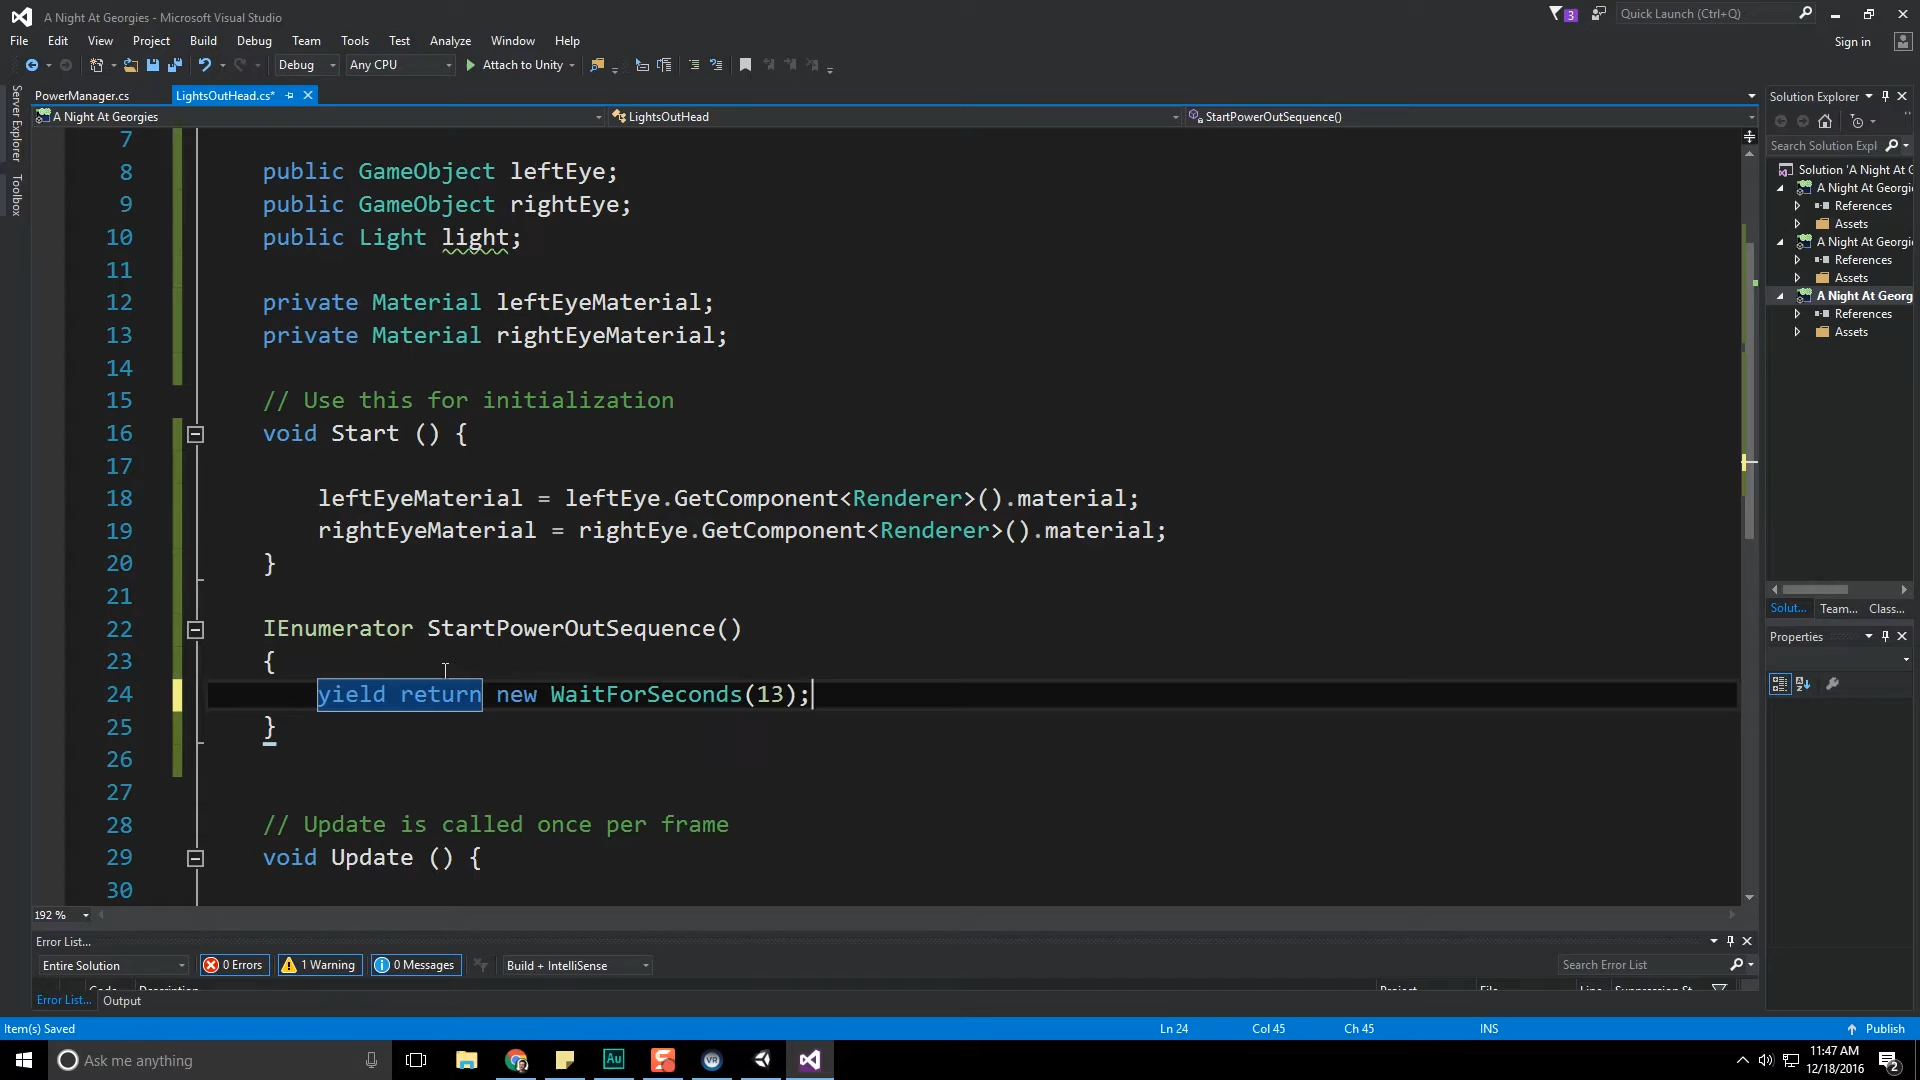 A Night At Georgies - Microsoft Visual Studio
3
Quick Launch (Ctrl+Q)
File Edit View Project Build Debug Team Tools Test Analyze Window Help
Sign in
Debug
Any CPU
Attach to Unity
Server Explorer
Toolbox
PowerManager.cs
LightsOutHead.cs*
A Night At Georgies
LightsOutHead
StartPowerOutSequence()
7
8 public GameObject leftEye;
9 public GameObject rightEye;
10 public Light light;
11
12 private Material leftEyeMaterial;
13 private Material rightEyeMaterial;
14
15 // Use this for initialization
16 void Start () {
17
18 leftEyeMaterial = leftEye.GetComponent<Renderer>().material;
19 rightEyeMaterial = rightEye.GetComponent<Renderer>().material;
20 }
21
22 IEnumerator StartPowerOutSequence()
23 {
24 yield return new WaitForSeconds(13);
25 }
26
27
28 // Update is called once per frame
29 void Update () {
30
192 %
Solution Explorer
Search Solution Expl
Solution 'A Night At G
A Night At Georgi
References
Assets
A Night At Georgi
References
Assets
A Night At Georg
References
Assets
Solut... Team... Class...
Properties
Error List...
Entire Solution
0 Errors
1 Warning
0 Messages
Build + IntelliSense
Search Error List
Error List... Output
Item(s) Saved
Ln 24
Col 45
Ch 45
INS
Publish
Ask me anything
Au
VR
11:47 AM
12/18/2016
2